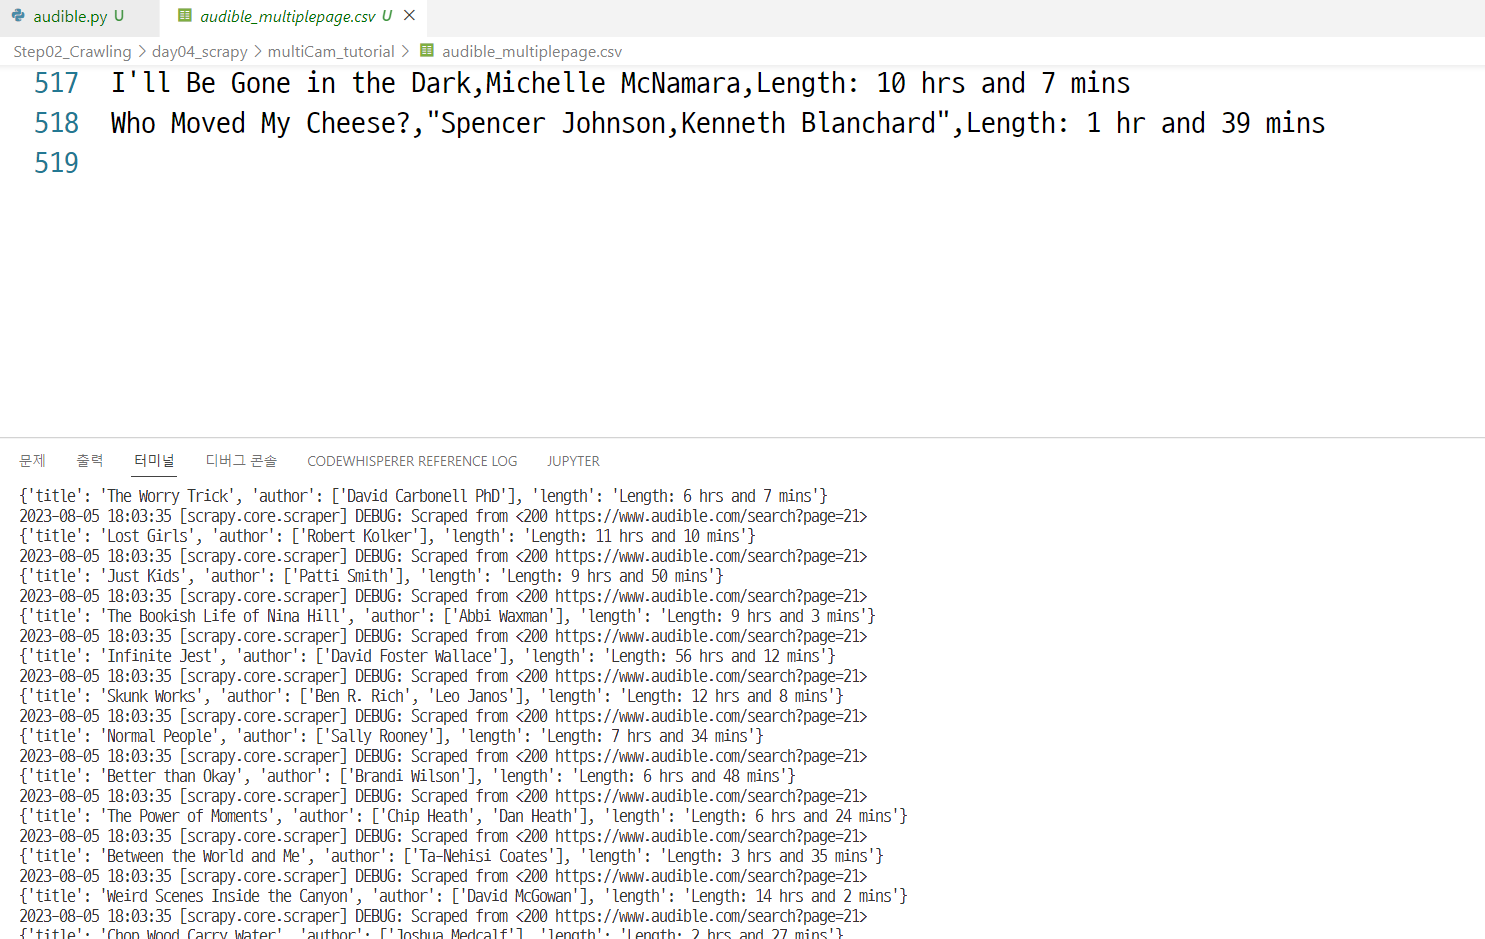 audible.py U audible_multiplepage.csv U
Step02_Crawling > day04_scrapy > multiCam_tutorial > audible_multiplepage.csv
517 I'll Be Gone in the Dark,Michelle McNamara,Length: 10 hrs and 7 mins
518 Who Moved My Cheese?,"Spencer Johnson,Kenneth Blanchard",Length: 1 hr and 39 mins
519
문제 출력 터미널 디버그 콘솔 CODEWHISPERER REFERENCE LOG JUPYTER
{'title': 'The Worry Trick', 'author': ['David Carbonell PhD'], 'length': 'Length: 6 hrs and 7 mins'}
2023-08-05 18:03:35 [scrapy.core.scraper] DEBUG: Scraped from <200 https://www.audible.com/search?page=21>
{'title': 'Lost Girls', 'author': ['Robert Kolker'], 'length': 'Length: 11 hrs and 10 mins'}
2023-08-05 18:03:35 [scrapy.core.scraper] DEBUG: Scraped from <200 https://www.audible.com/search?page=21>
{'title': 'Just Kids', 'author': ['Patti Smith'], 'length': 'Length: 9 hrs and 50 mins'}
2023-08-05 18:03:35 [scrapy.core.scraper] DEBUG: Scraped from <200 https://www.audible.com/search?page=21>
{'title': 'The Bookish Life of Nina Hill', 'author': ['Abbi Waxman'], 'length': 'Length: 9 hrs and 3 mins'}
2023-08-05 18:03:35 [scrapy.core.scraper] DEBUG: Scraped from <200 https://www.audible.com/search?page=21>
{'title': 'Infinite Jest', 'author': ['David Foster Wallace'], 'length': 'Length: 56 hrs and 12 mins'}
2023-08-05 18:03:35 [scrapy.core.scraper] DEBUG: Scraped from <200 https://www.audible.com/search?page=21>
{'title': 'Skunk Works', 'author': ['Ben R. Rich', 'Leo Janos'], 'length': 'Length: 12 hrs and 8 mins'}
2023-08-05 18:03:35 [scrapy.core.scraper] DEBUG: Scraped from <200 https://www.audible.com/search?page=21>
{'title': 'Normal People', 'author': ['Sally Rooney'], 'length': 'Length: 7 hrs and 34 mins'}
2023-08-05 18:03:35 [scrapy.core.scraper] DEBUG: Scraped from <200 https://www.audible.com/search?page=21>
{'title': 'Better than Okay', 'author': ['Brandi Wilson'], 'length': 'Length: 6 hrs and 48 mins'}
2023-08-05 18:03:35 [scrapy.core.scraper] DEBUG: Scraped from <200 https://www.audible.com/search?page=21>
{'title': 'The Power of Moments', 'author': ['Chip Heath', 'Dan Heath'], 'length': 'Length: 6 hrs and 24 mins'}
2023-08-05 18:03:35 [scrapy.core.scraper] DEBUG: Scraped from <200 https://www.audible.com/search?page=21>
{'title': 'Between the World and Me', 'author': ['Ta-Nehisi Coates'], 'length': 'Length: 3 hrs and 35 mins'}
2023-08-05 18:03:35 [scrapy.core.scraper] DEBUG: Scraped from <200 https://www.audible.com/search?page=21>
{'title': 'Weird Scenes Inside the Canyon', 'author': ['David McGowan'], 'length': 'Length: 14 hrs and 2 mins'}
2023-08-05 18:03:35 [scrapy.core.scraper] DEBUG: Scraped from <200 https://www.audible.com/search?page=21>
{'title': 'Chop Wood Carry Water', 'author': ['Joshua Medcalf'], 'length': 'Length: 2 hrs and 27 mins'}